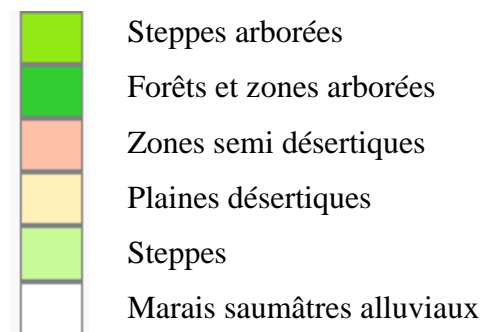 Steppes arborées
Forêts et zones arborées
Zones semi désertiques
Plaines désertiques
Steppes
Marais saumâtres alluviaux